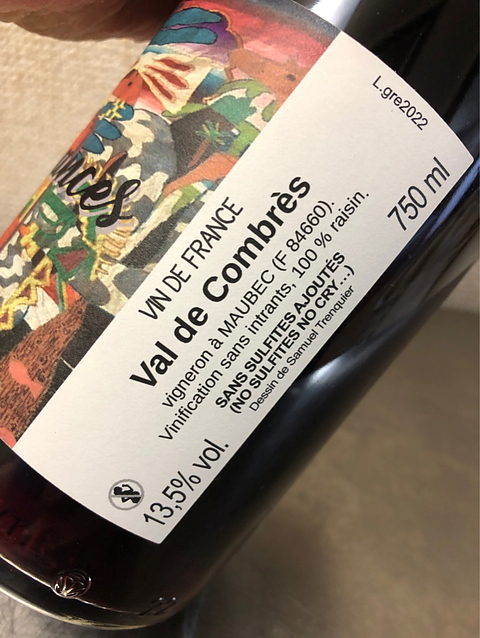 L.gre2022
VIN DE FRANCE
Val de Combrès
vigneron à MAUBEC (F 84660).
Vinification sans intrants, 100 % raisin.
SANS SULFITES AJOUTÉS
(NO SULFITES NO CRY...)
Dessin de Samuel Trenquier
13,5% vol.
750 ml